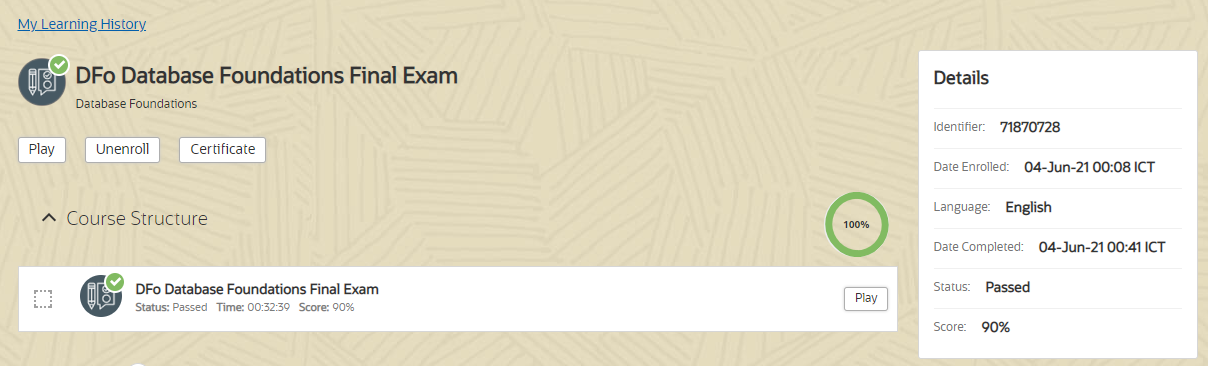 My Learning History
DFo Database Foundations Final Exam
Database Foundations
Play Unenroll Certificate
Course Structure
100%
DFo Database Foundations Final Exam
Status: Passed Time: 00:32:39 Score: 90%
Play
Details
Identifier: 71870728
Date Enrolled: 04-Jun-21 00:08 ICT
Language: English
Date Completed: 04-Jun-21 00:41 ICT
Status: Passed
Score: 90%